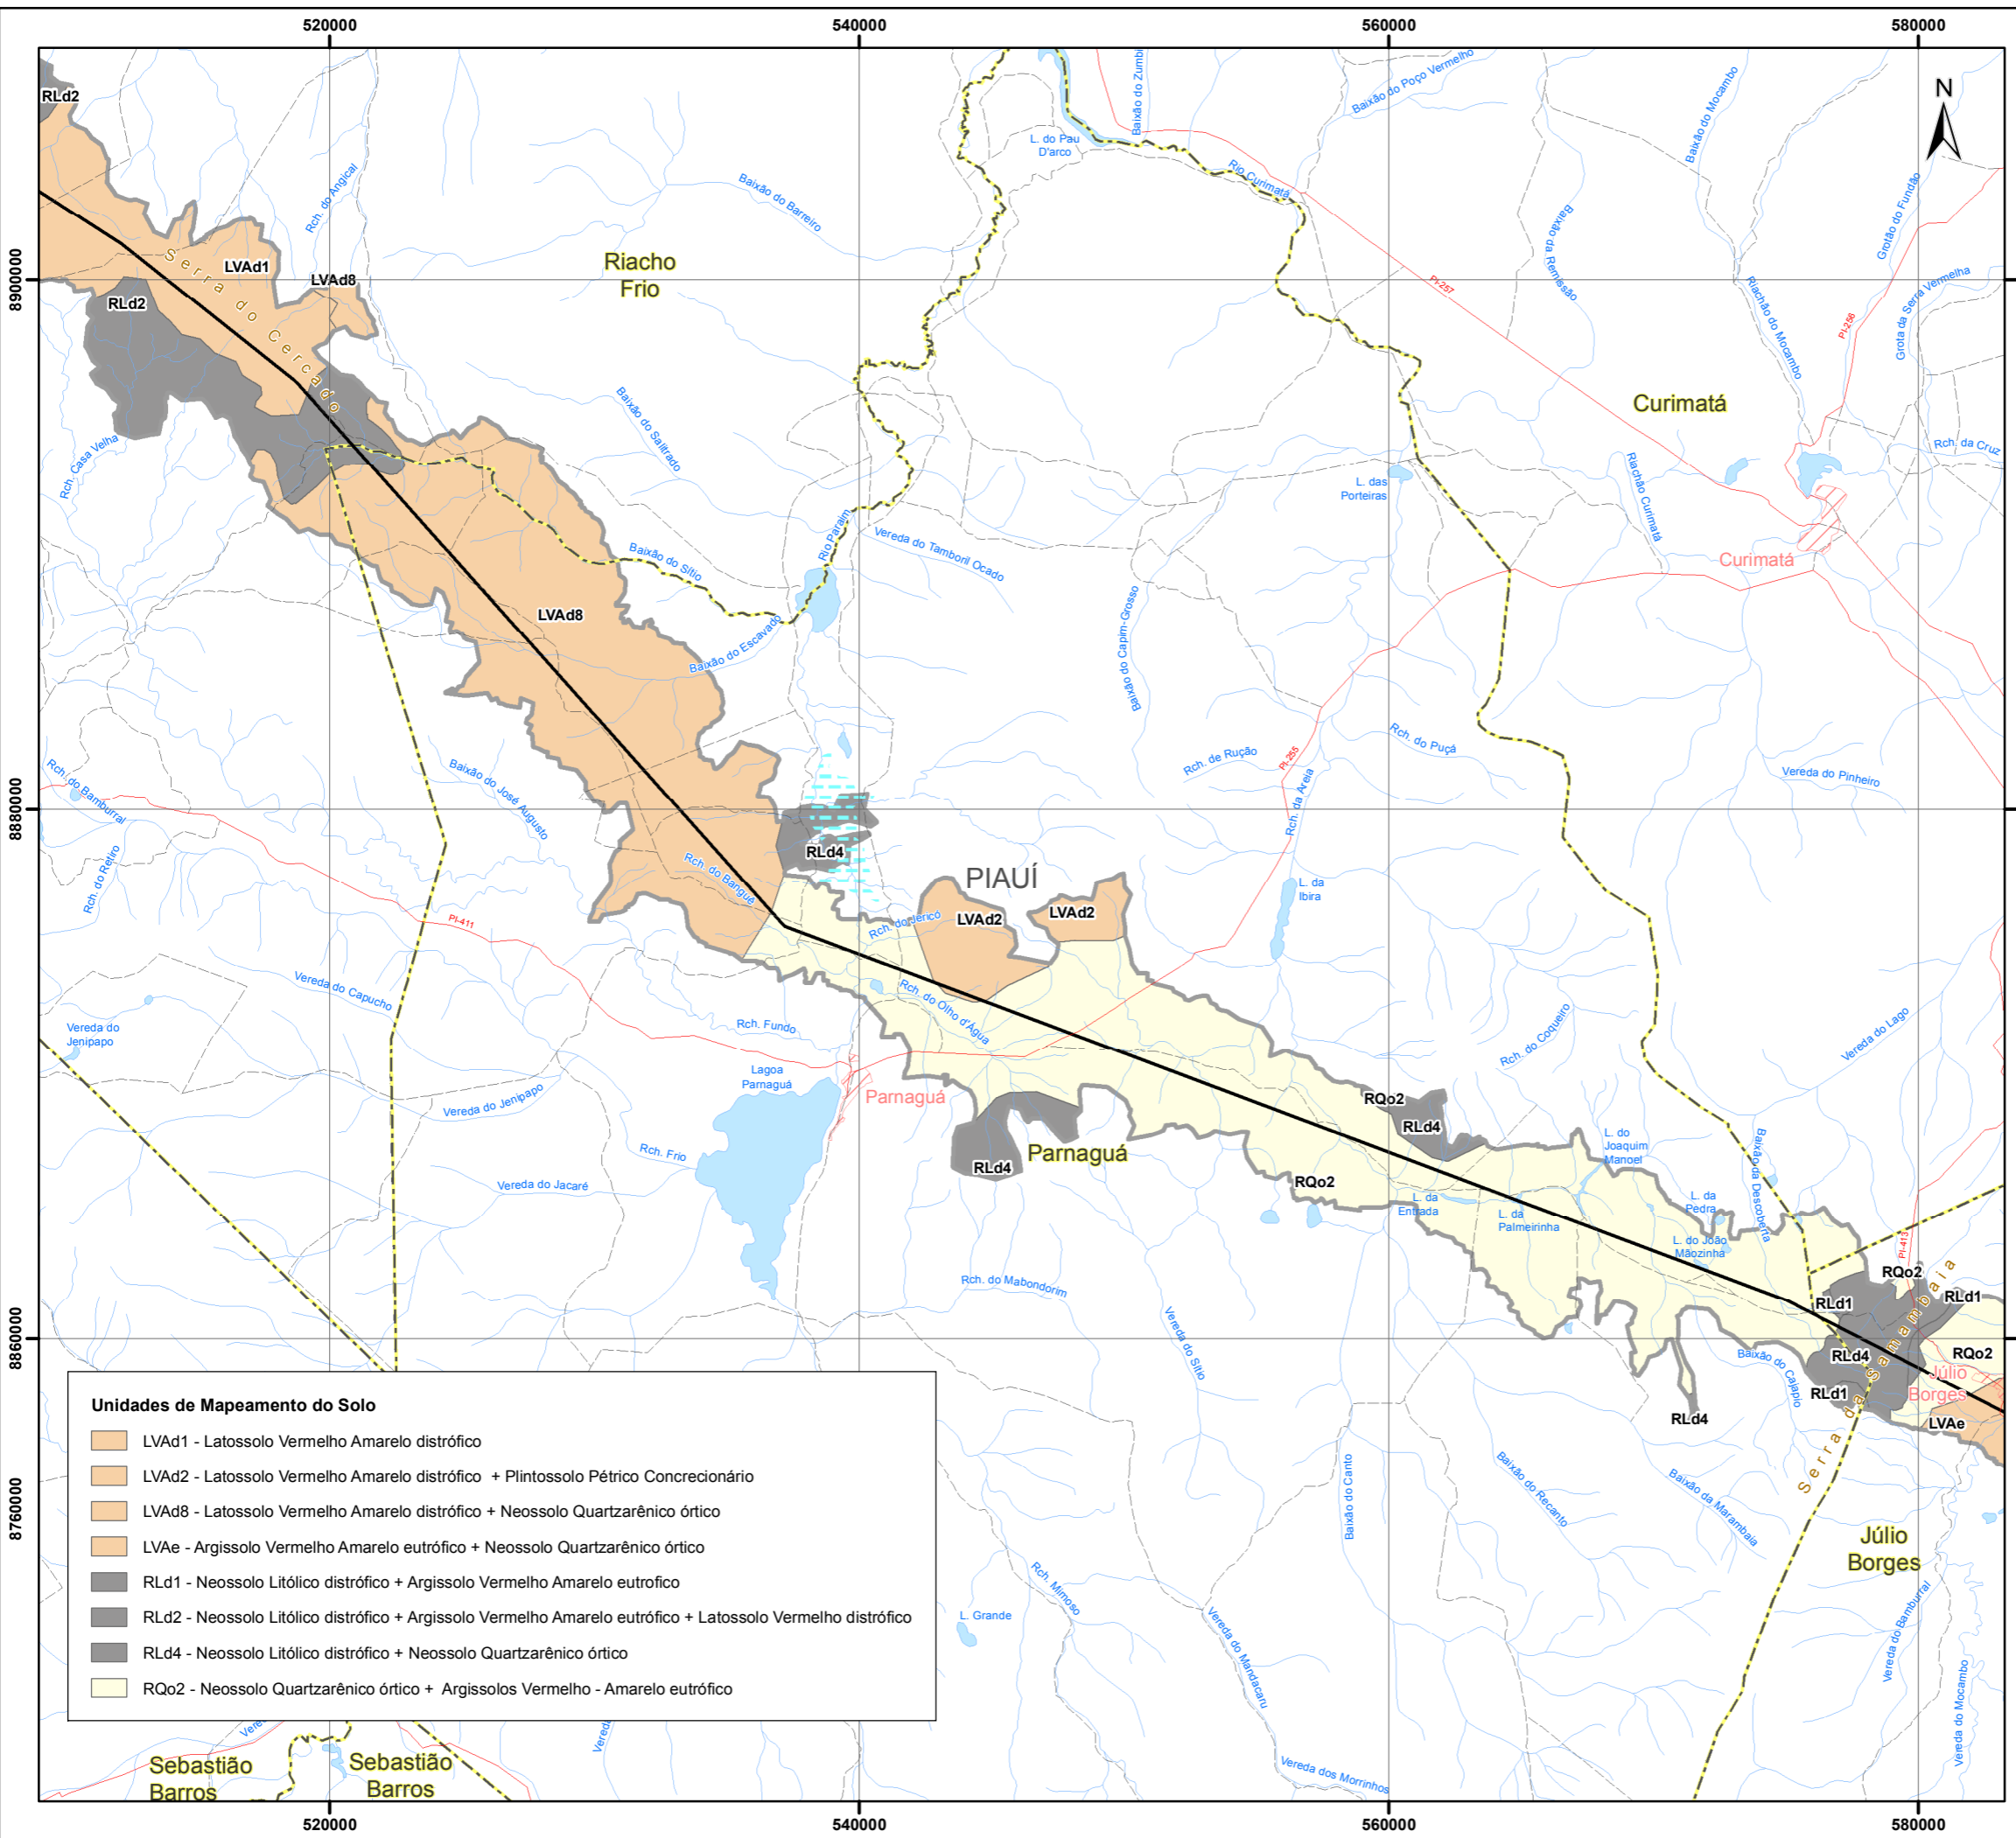 520000
540000
560000
580000
RLd2
Rch. do Angical
Baixão do Barreiro
L. do Pau
D'arco
Baixão do Zumbi
Baixão do Poço Vermelho
Baixão do Mocambo
N
Rio Curimatá
Baixão da Remissão
Grotão do Fundão
8900000
Serra do Cercado
LVAd1
LVAd8
RLd2
Riacho
Frio
PI-257
Riachão do Mocambo
PI-256
Grota da Serra Vermelha
Curimatá
Rch. Casa Velha
Baixão do Salitrado
L. das
Porteiras
Riachão Curimatá
Rch. da Cruz
Rio Paraim
Vereda do Tamboril Ocado
Baixão do Sítio
Curimatá
LVAd8
Baixão do Escavado
Baixão do Capim-Grosso
Rch. do Bamburral
Baixão do José Augusto
Rch. de Rução
PI-255
Rch. do Puçá
Vereda do Pinheiro
8880000
Rch. da Areia
Rch. do Retiro
Rch. do Banguê
RLd4
PIAUÍ
L. da
Ibira
PI-411
Rch. do Jericó
LVAd2
LVAd2
Vereda do Capucho
Rch. do Olho d'Água
Vereda do
Jenipapo
Rch. Fundo
Rch. do Coqueiro
Vereda do Lago
Lagoa
Parnaguá
Parnaguá
Vereda do Jenipapo
RQo2
RLd4
Rch. Frio
Parnaguá
RLd4
L. do
Joaquim
Manoel
Baixão da Descoberta
Vereda do Jacaré
RQo2
L. da
Entrada
L. da
Palmeirinha
L. da
Pedra
L. do João
Mãozinha
PI-413
Rch. do Mabondorim
RQo2
RLd1
RLd1
Serra da Samambaia
8860000
Vereda do Sítio
Baixão do Cajapio
RLd4
RQo2
Júlio
Borges
RLd1
RLd4
LVAe
Unidades de Mapeamento do Solo
LVAd1 - Latossolo Vermelho Amarelo distrófico
LVAd2 - Latossolo Vermelho Amarelo distrófico + Plintossolo Pétrico Concrecionário
LVAd8 - Latossolo Vermelho Amarelo distrófico + Neossolo Quartzarênico órtico
LVAe - Argissolo Vermelho Amarelo eutrófico + Neossolo Quartzarênico órtico
RLd1 - Neossolo Litólico distrófico + Argissolo Vermelho Amarelo eutrofico
RLd2 - Neossolo Litólico distrófico + Argissolo Vermelho Amarelo eutrófico + Latossolo Vermelho distrófico
RLd4 - Neossolo Litólico distrófico + Neossolo Quartzarênico órtico
RQo2 - Neossolo Quartzarênico órtico + Argissolos Vermelho - Amarelo eutrófico
8760000
Baixão do Canto
Baixão do Recanto
Baixão da Marambaia
Júlio
Borges
Rch. Mimoso
L. Grande
Vereda do Mandacaru
Vereda do Bamburral
Vereda do Mocambo
Vereda dos Morrinhos
Vereda
Sebastião
Barros
Sebastião
Barros
520000
540000
560000
580000